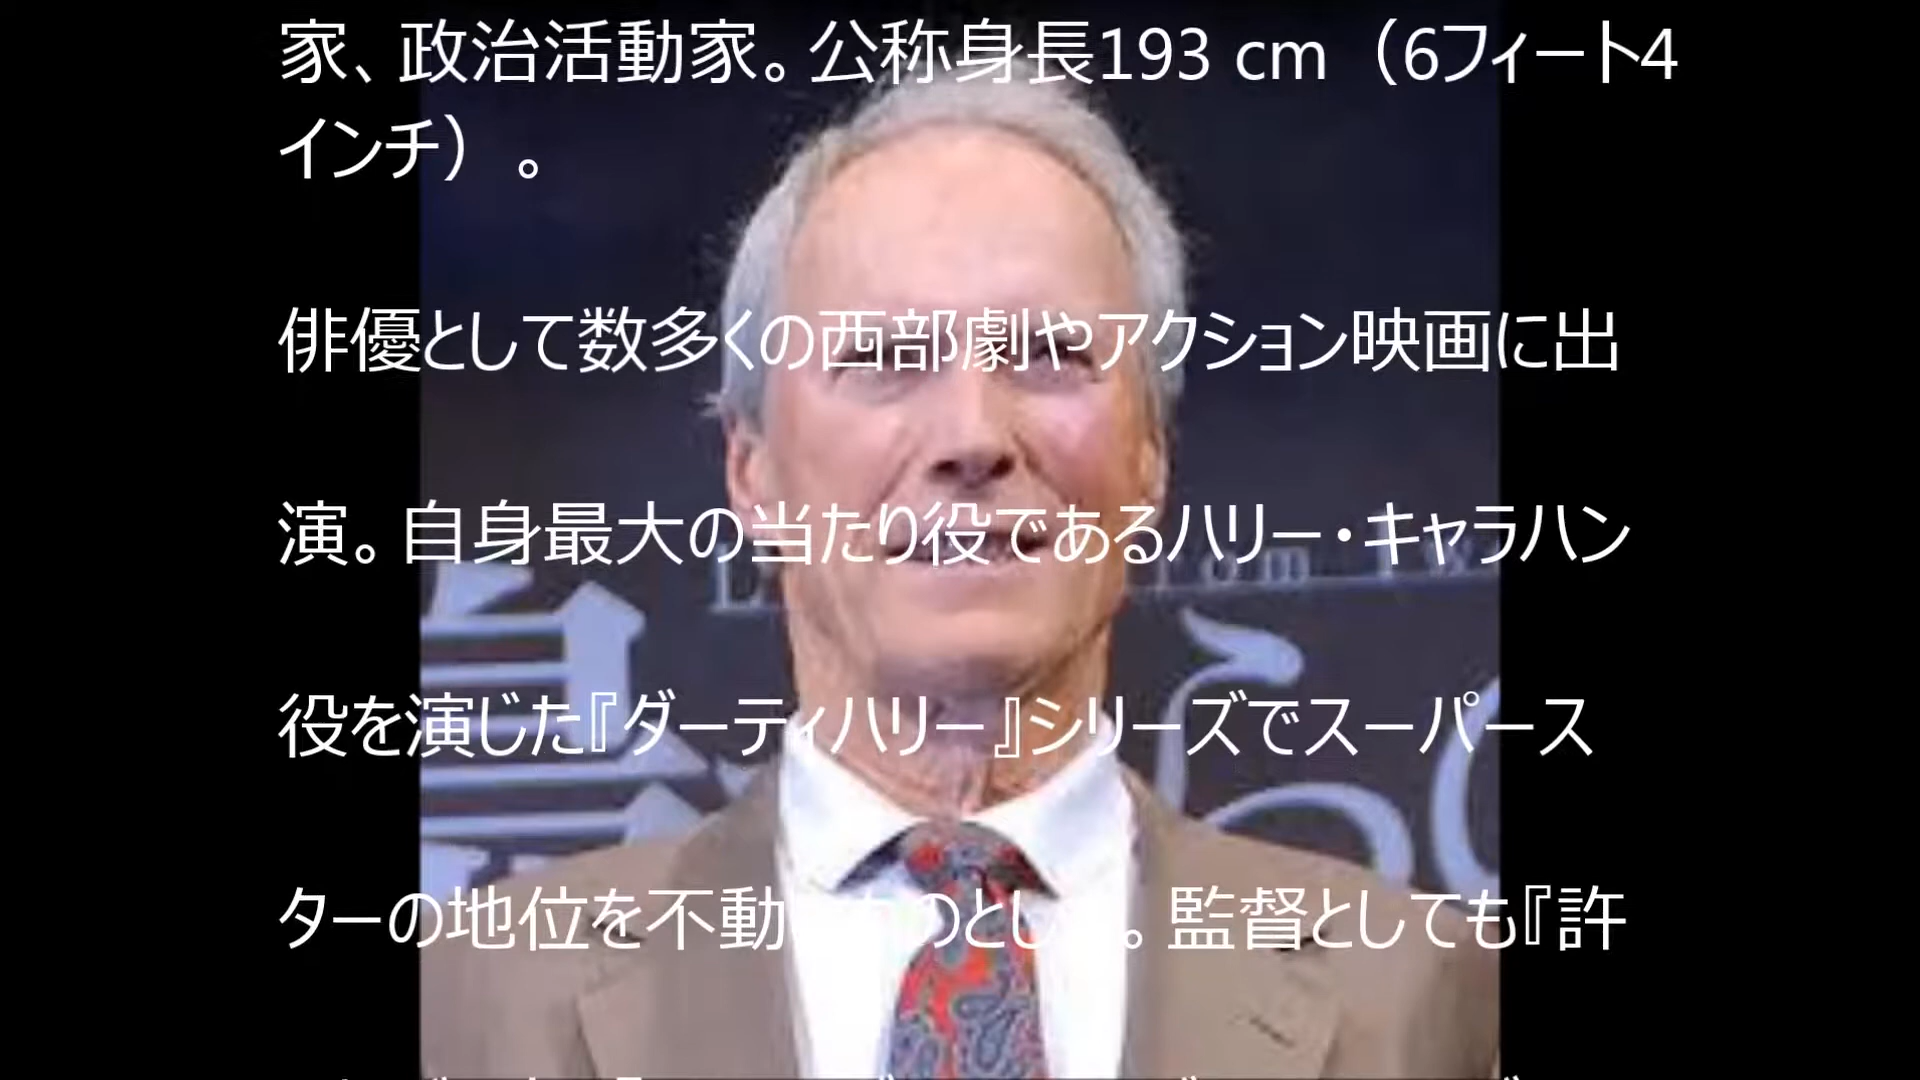 家、政治活動家。公称身長193 cm（6フィート4
インチ）。
俳優として数多くの西部劇やアクション映画に出
演。自身最大の当たり役であるハリー・キャラハン
役を演じた『ダーティハリー』シリーズでスーパース
ターの地位を不動 のとし 。監督としても『許